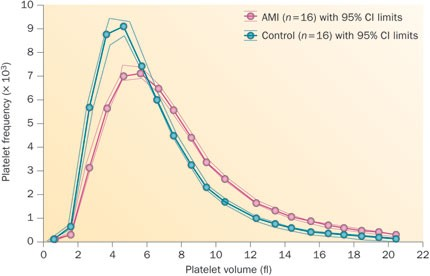 AMI (n=16) with 95% CI limits
Control (n=16) with 95% CI limits
Platelet frequency (× 10³)
10
9
8
7
6
5
4
3
2
1
0
0 2 4 6 8 10 12 14 16 18 20 22
Platelet volume (fl)